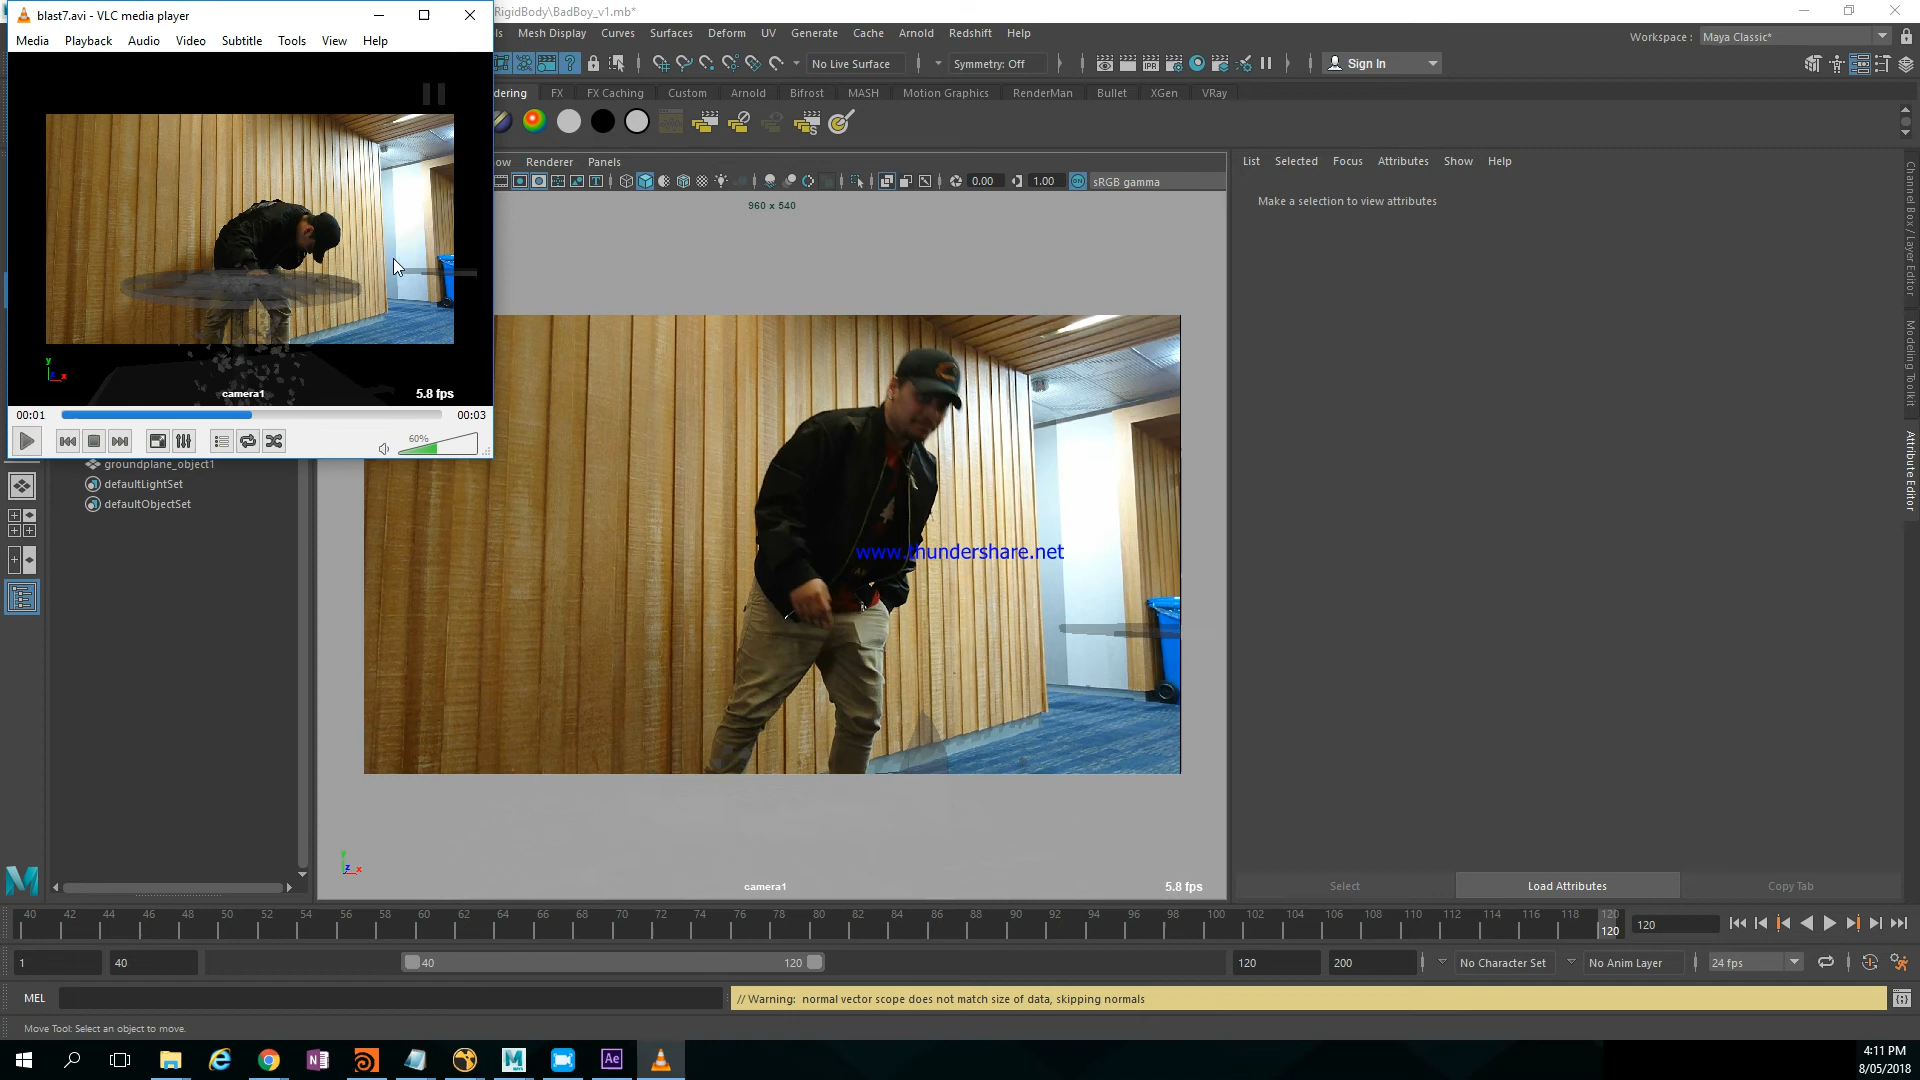 blast7.avi - VLC media player
RigidBody\BadBoy_v1.mb*
Media Playback Audio Video Subtitle Tools View Help
Mesh Display Curves Surfaces Deform UV Generate Cache Arnold Redshift Help
Workspace : Maya Classic*
No Live Surface Symmetry: Off Sign In
dering FX FX Caching Custom Arnold Bifrost MASH Motion Graphics RenderMan Bullet XGen VRay
ow Renderer Panels
List Selected Focus Attributes Show Help
0.00 1.00 ON sRGB gamma
960 x 540
Make a selection to view attributes
Channel Box / Layer Editor
Modeling Toolkit
Attribute Editor
y
z x
camera1
5.8 fps
00:01 00:03
60%
groundplane_object1
defaultLightSet
defaultObjectSet
www.thundershare.net
y
z x
camera1
5.8 fps
Select Load Attributes Copy Tab
40 42 44 46 48 50 52 54 56 58 60 62 64 66 68 70 72 74 76 78 80 82 84 86 88 90 92 94 96 98 100 102 104 106 108 110 112 114 116 118 120
120
120
1 40 40 120 120 200 No Character Set No Anim Layer 24 fps
MEL // Warning: normal vector scope does not match size of data, skipping normals
Move Tool: Select an object to move.
Ae
4:11 PM
8/05/2018